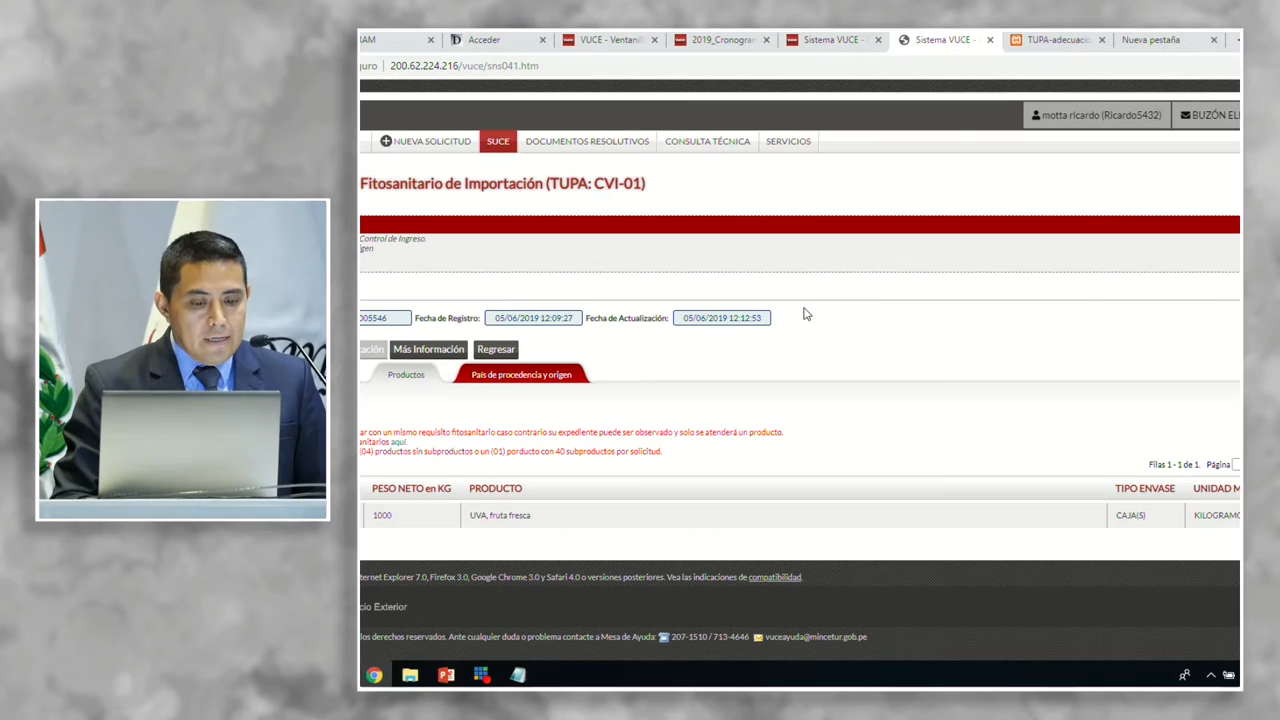 AM
Acceder
VUCE - Ventanil
2019_Cronogram
Sistema VUCE -
Sistema VUCE -
TUPA-adecuació
Nueva pestaña
uro 200.62.224.216/vuce/sns041.htm
motta ricardo (Ricardo5432)
BUZÓN EL
NUEVA SOLICITUD
SUCE
DOCUMENTOS RESOLUTIVOS
CONSULTA TÉCNICA
SERVICIOS
Fitosanitario de Importación (TUPA: CVI-01)
Control de Ingreso.
igen
005546 Fecha de Registro: 05/06/2019 12:09:27 Fecha de Actualización: 05/06/2019 12:12:53
ación Más Información Regresar
Productos País de procedencia y origen
ar con un mismo requisito fitosanitario caso contrario su expediente puede ser observado y solo se atenderá un producto.
nitarios aquí.
(04) productos sin subproductos o un (01) porducto con 40 subproductos por solicitud.
Filas 1 - 1 de 1. Página
PESO NETO en KG PRODUCTO TIPO ENVASE UNIDAD M
1000 UVA, fruta fresca CAJA(S) KILOGRAMO
ternet Explorer 7.0, Firefox 3.0, Google Chrome 3.0 y Safari 4.0 o versiones posteriores. Vea las indicaciones de compatibilidad.
cio Exterior
los derechos reservados. Ante cualquier duda o problema contacte a Mesa de Ayuda: 207-1510 / 713-4646 vuceayuda@mincetur.gob.pe